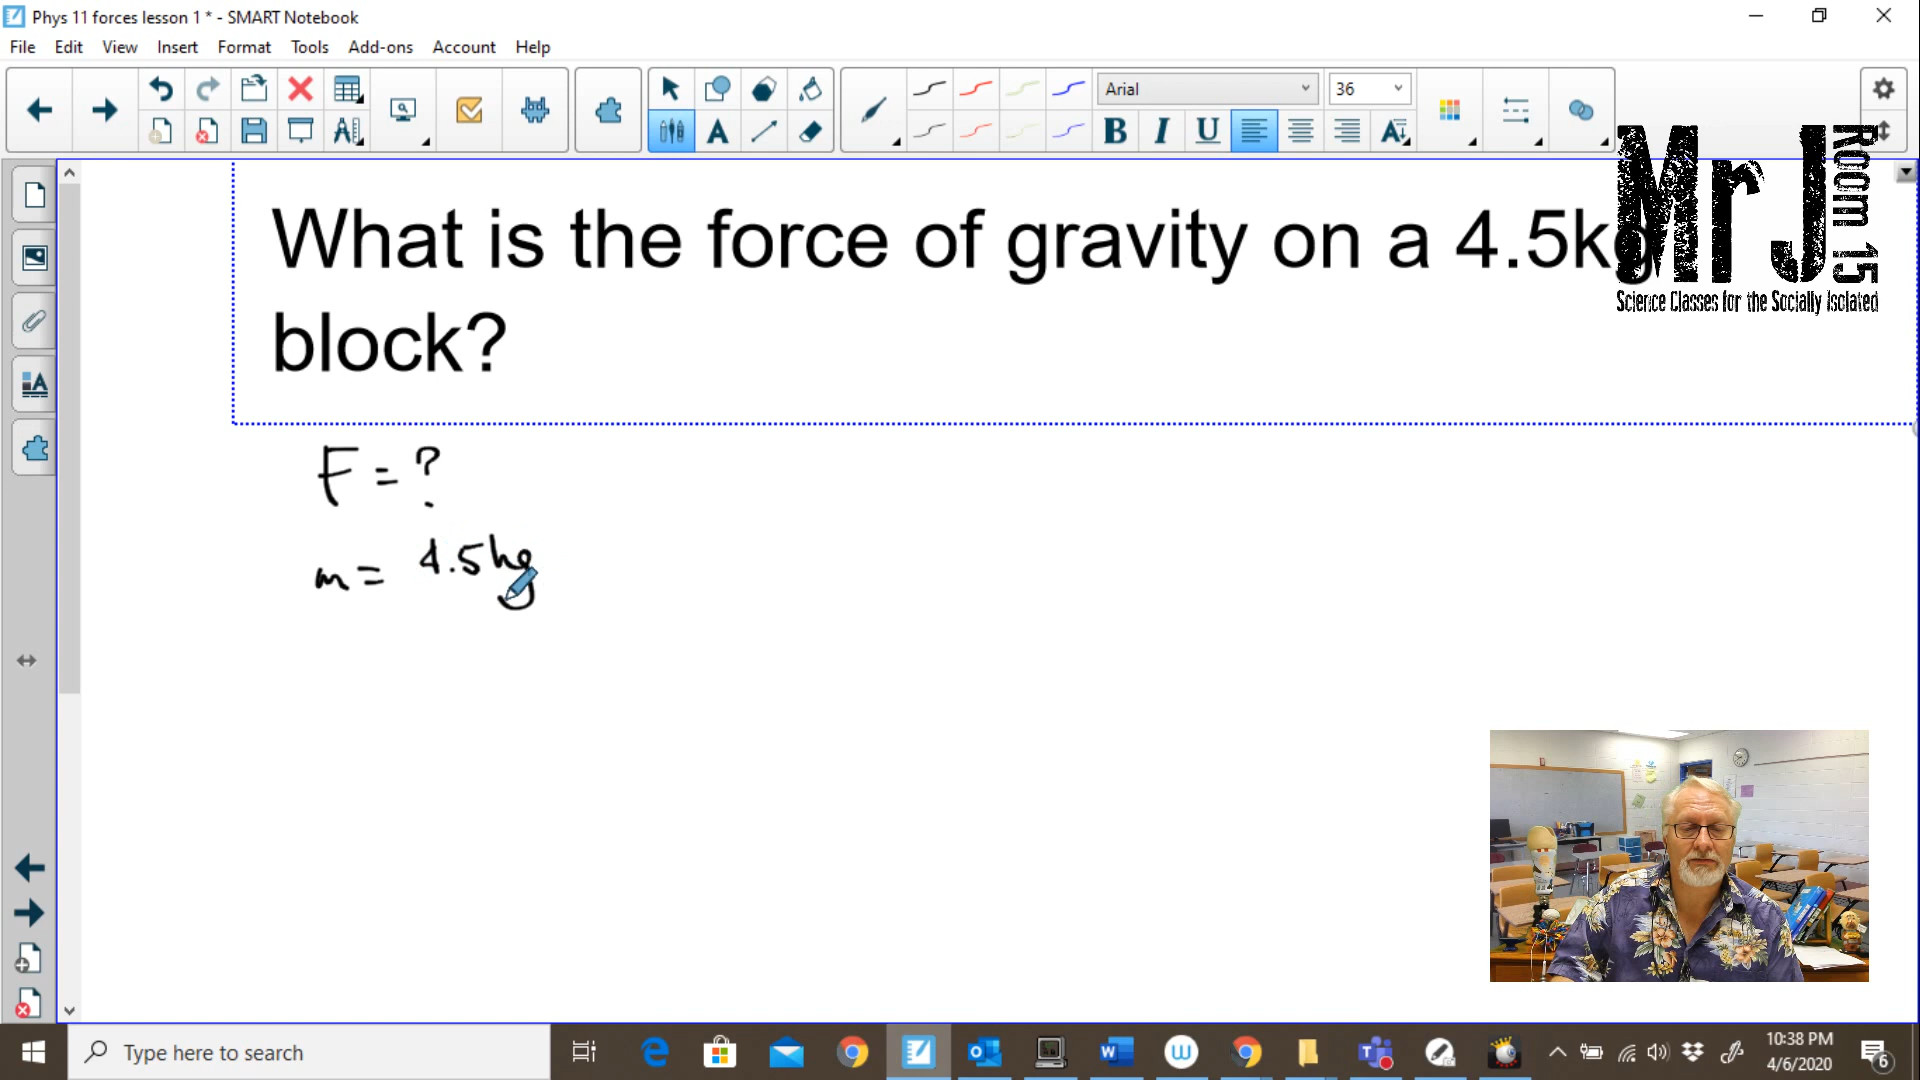 Phys 11 forces lesson 1 * - SMART Notebook
File Edit View Insert Format Tools Add-ons Account Help
Arial 36
A B I U A
What is the force of gravity on a 4.5kg
block?
Mr J
Room 15
Science Classes for the Socially Isolated
F = ?
m = 4.5kg
Type here to search
10:38 PM
4/6/2020
6